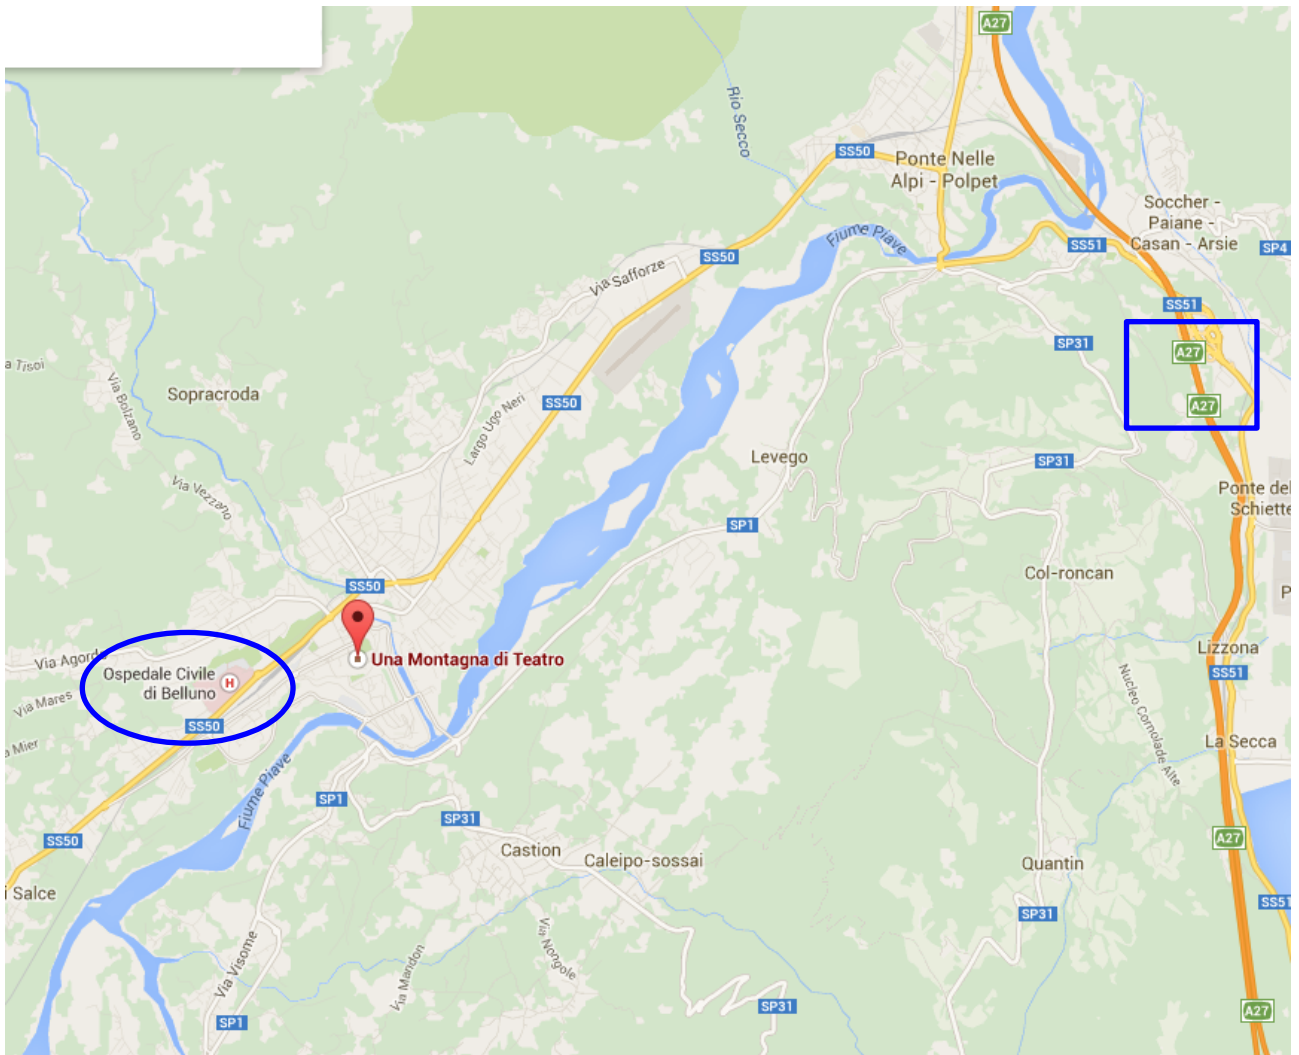 A27
Rio Secco
SS50
Ponte Nelle
Alpi - Polpet
Soccher -
Paiane -
Casan - Arsie
SP4
Fiume Piave
SS51
SS50
Via Safforze
SS51
SP31
A27
a Tisoi
Via Bolzano
Sopracroda
Largo Ugo Neri
SS50
A27
Levego
SP31
Via Vezzano
Ponte del
Schiette
SP1
Col-roncan
SS50
P
Via Agordo
Una Montagna di Teatro
Lizzona
Ospedale Civile
di Belluno
H
SS51
Via Mares
Nucleo Cornolade Alte
SS50
a Mier
La Secca
Fiume Piave
SP1
SP31
SS50
A27
Castion
Caleipo-sossai
Quantin
i Salce
SS51
SP31
Via Visome
Via Mandon
Via Nongole
SP31
A27
SP1